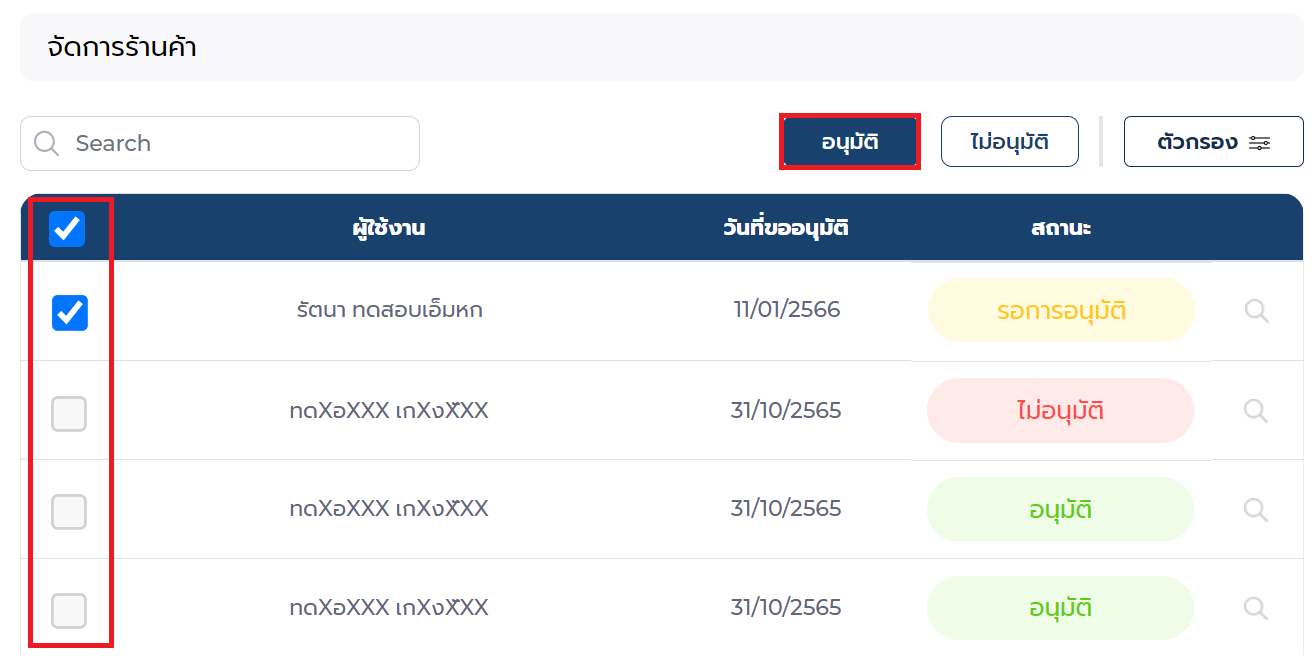 จัดการร้านค้า
Search
อนุมัติ
ไม่อนุมัติ
ตัวกรอง
ผู้ใช้งาน วันที่ขออนุมัติ สถานะ
รัตนา ทดสอบเอ็มหก 11/01/2566 รอการอนุมัติ
ทดXอXXX เกXงXXX 31/10/2565 ไม่อนุมัติ
ทดXอXXX เกXงXXX 31/10/2565 อนุมัติ
ทดXอXXX เกXงXXX 31/10/2565 อนุมัติ